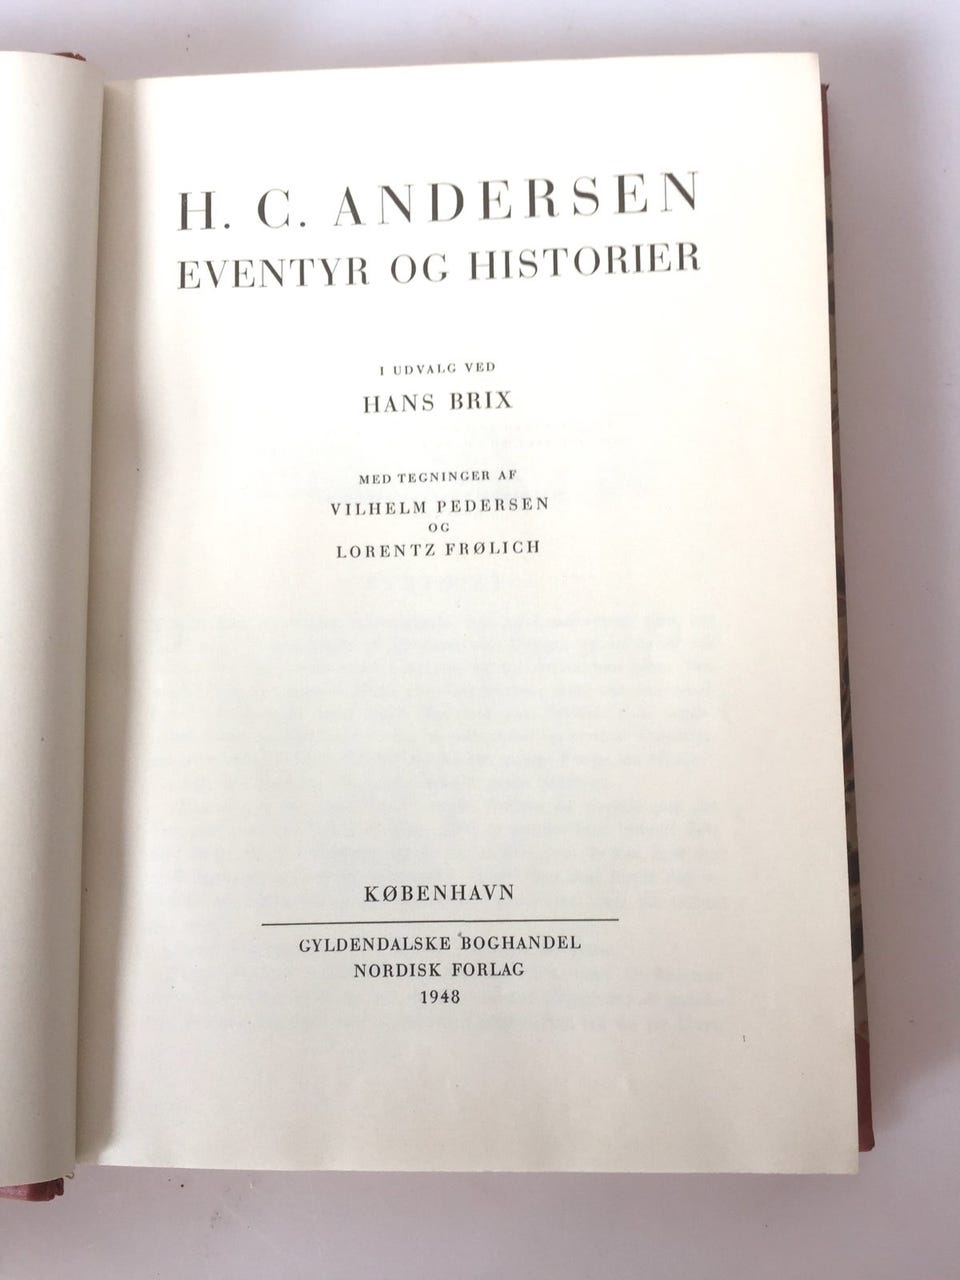 H. C. ANDERSEN
EVENTYR OG HISTORIER
I UDVALG VED
HANS BRIX
MED TEGNINGER AF
VILHELM PEDERSEN
OG
LORENTZ FRØLICH
KØBENHAVN
GYLDENDALSKE BOGHANDEL
NORDISK FORLAG
1948